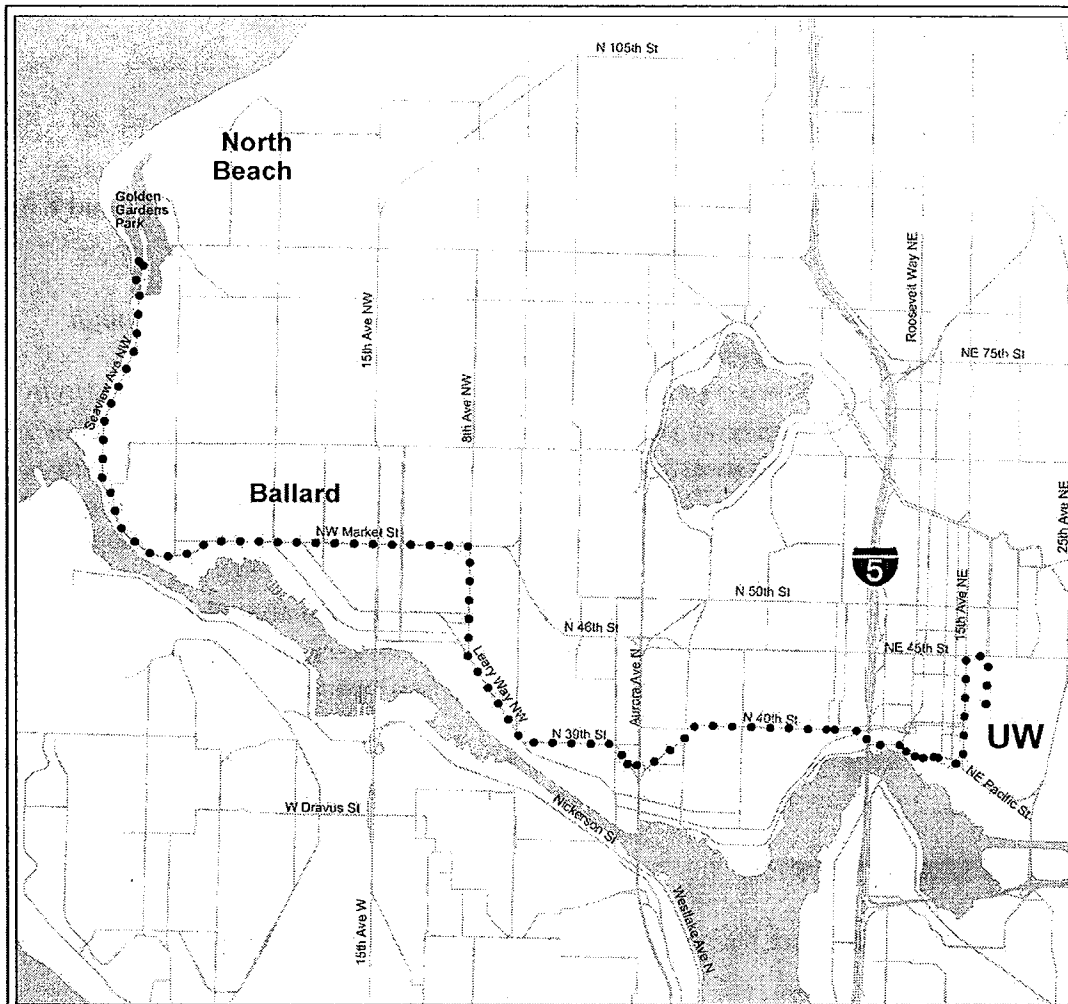 N 105th St
North
Beach
Golden
Gardens
Park
Seaview Ave NW
15th Ave NW
8th Ave NW
Roosevelt Way NE
NE 75th St
25th Ave NE
Ballard
NW Market St
5
N 50th St
15th Ave NE
N 46th St
NE 45th St
Leary Way NW
Aurora Ave N
N 39th St
N 40th St
UW
NE Pacific St
W Dravus St
Nickerson St
15th Ave W
Westlake Ave N